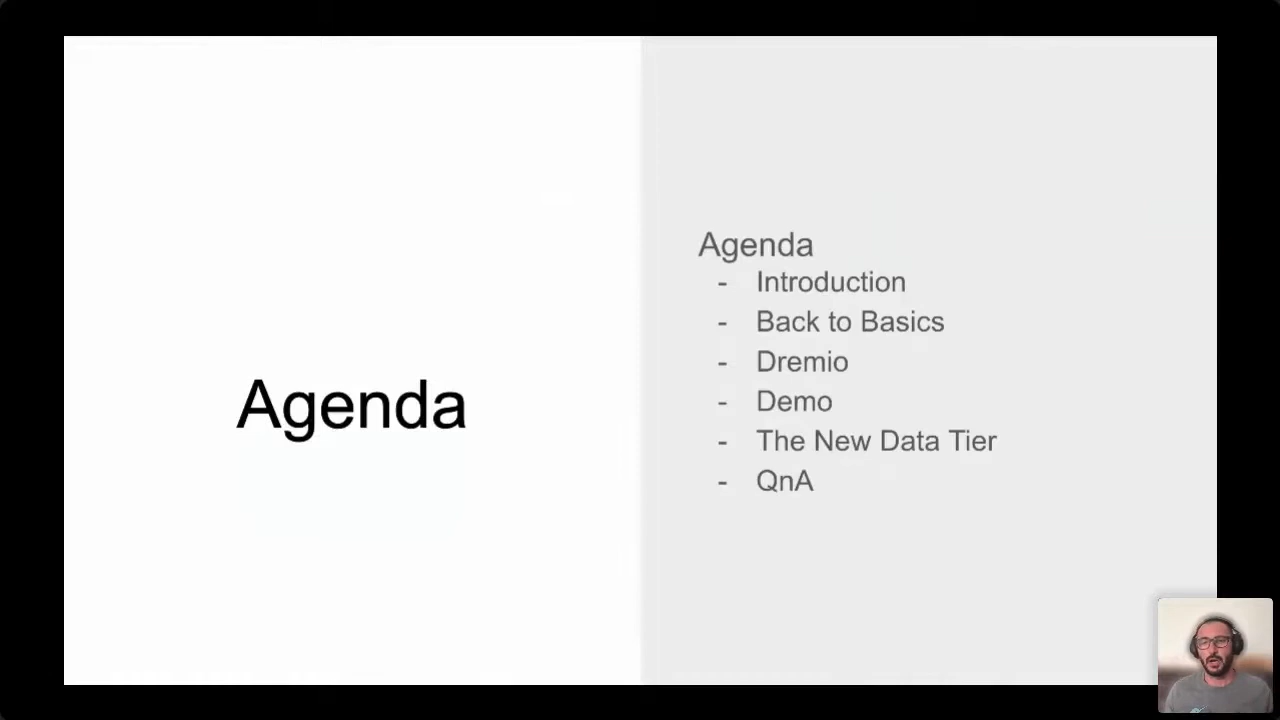 Agenda
Agenda
- Introduction
- Back to Basics
- Dremio
- Demo
- The New Data Tier
- QnA